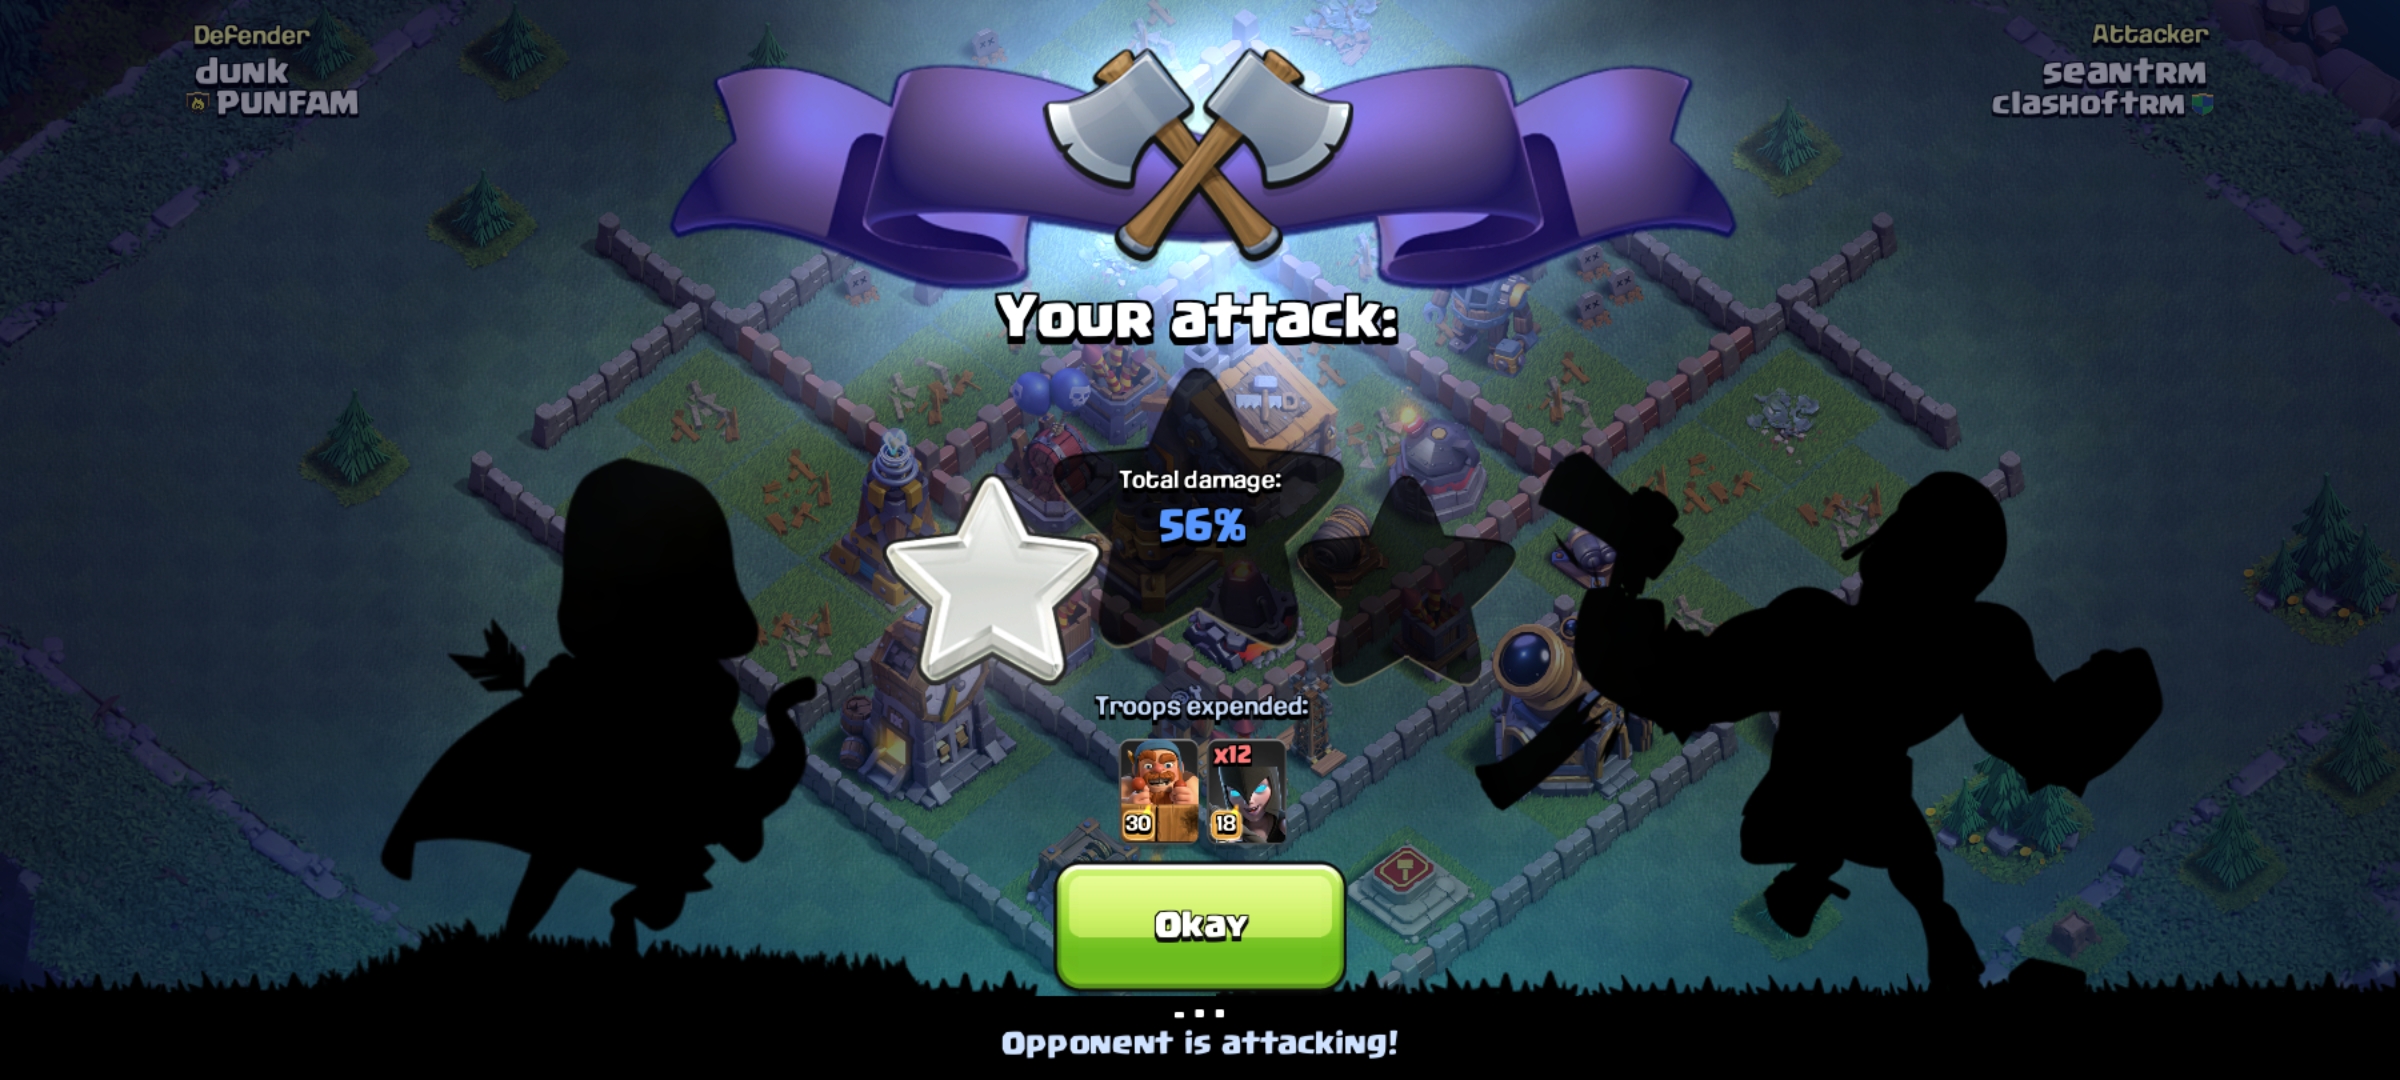 Defender
dunk
PUNFAM
Attacker
seantRM
clashoftRM
Your attack:
Total damage:
56%
Troops expended:
x12
30
18
Okay
...
Opponent is attacking!